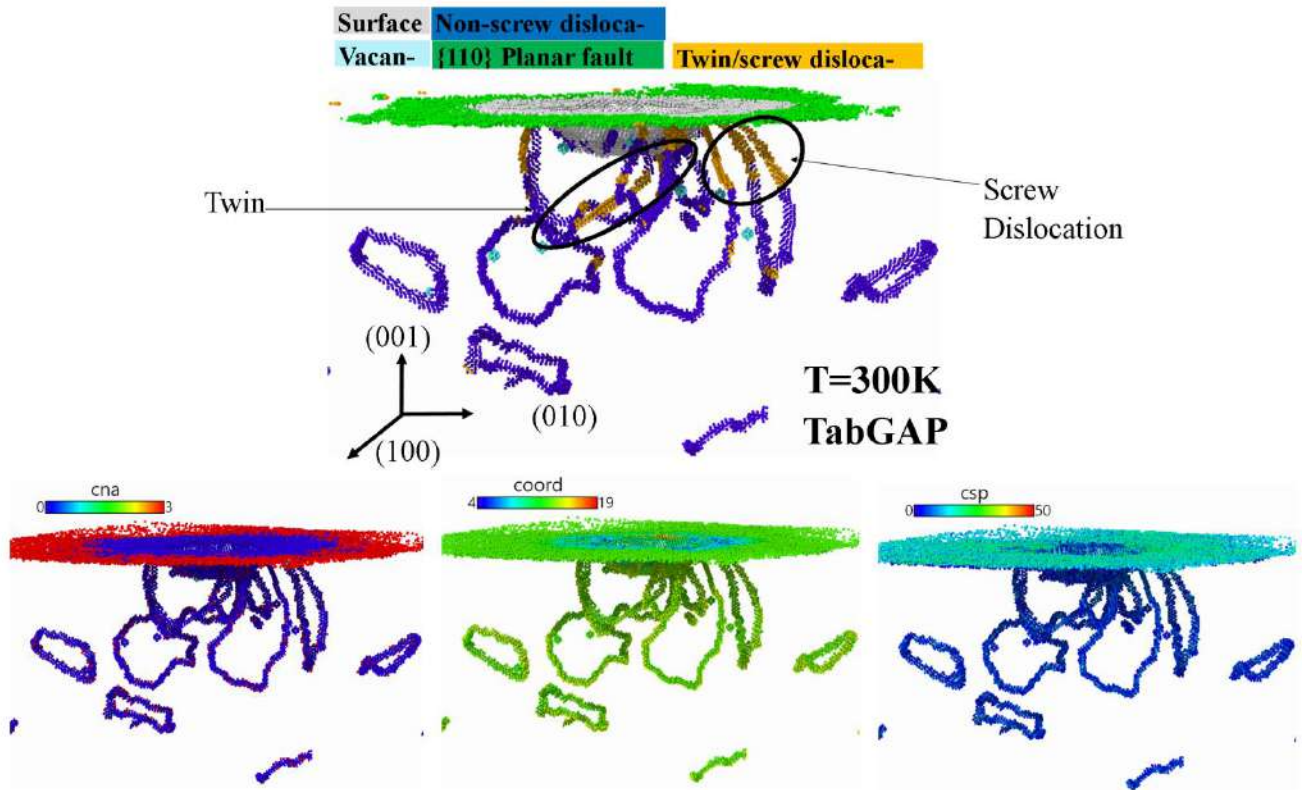 Surface Non-screw disloca-
Vacan- {110} Planar fault Twin/screw disloca-
Twin
Screw
Dislocation
(001)
(010)
(100)
T=300K
TabGAP
cna
0 3
coord
4 19
csp
0 50